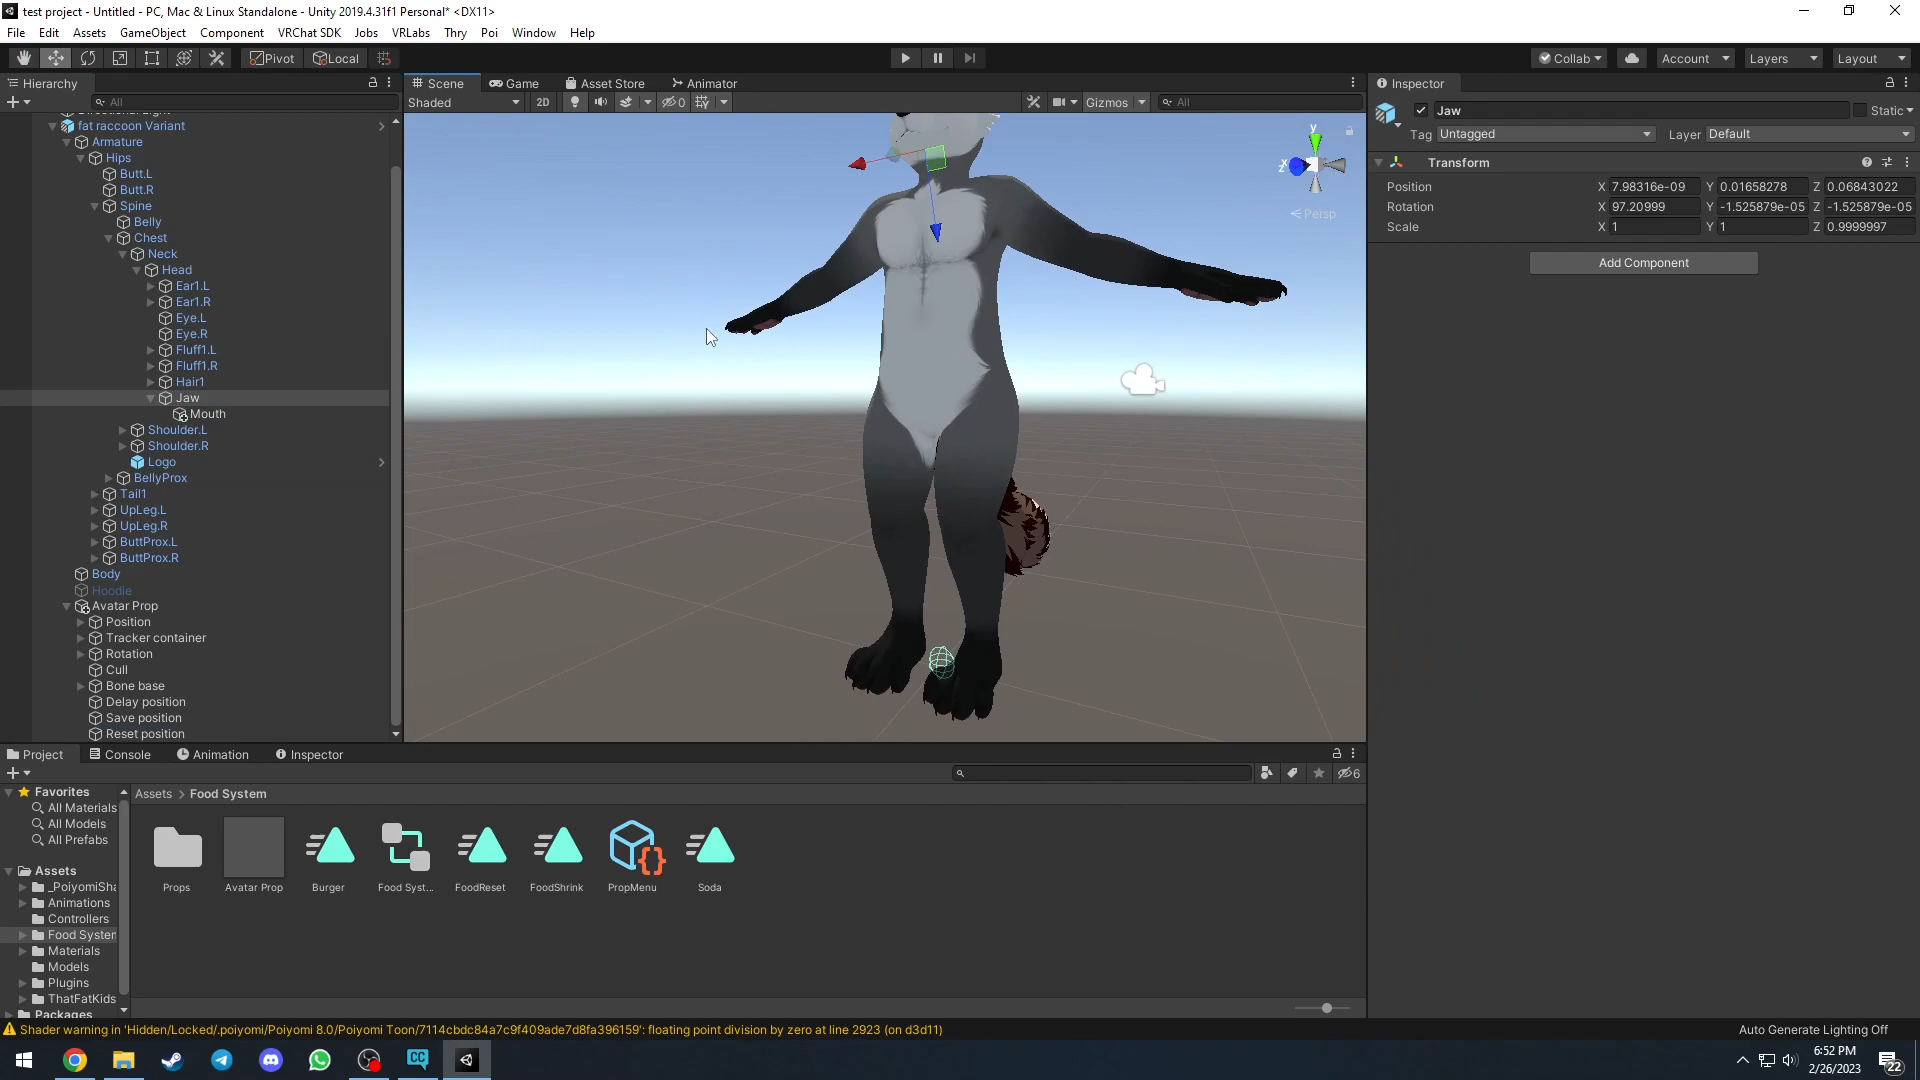 test project - Untitled - PC, Mac & Linux Standalone - Unity 2019.4.31f1 Personal* <DX11>
File Edit Assets GameObject Component VRChat SDK Jobs VRLabs Thry Poi Window Help
Pivot Local Collab Account Layers Layout
Hierarchy
All
fat raccoon Variant
Armature
Hips
Butt.L
Butt.R
Spine
Belly
Chest
Neck
Head
Ear1.L
Ear1.R
Eye.L
Eye.R
Fluff1.L
Fluff1.R
Hair1
Jaw
Mouth
Shoulder.L
Shoulder.R
Logo
BellyProx
Tail1
UpLeg.L
UpLeg.R
ButtProx.L
ButtProx.R
Body
Hoodie
Avatar Prop
Position
Tracker container
Rotation
Cull
Bone base
Delay position
Save position
Reset position
Scene Game Asset Store Animator
Shaded 2D 0 Gizmos All
y
x
z
Persp
Inspector
Jaw Static
Tag Untagged Layer Default
Transform
Position X 7.98316e-09 Y 0.01658278 Z 0.06843022
Rotation X 97.20999 Y -1.525879e-05 Z -1.525879e-05
Scale X 1 Y 1 Z 0.9999997
Add Component
Project Console Animation Inspector
6
Favorites
All Materials
All Models
All Prefabs
Assets
_PoiyomiSha
Animations
Controllers
Food System
Materials
Models
Plugins
ThatFatKids
Packages
Assets > Food System
Props Avatar Prop Burger Food Syst... FoodReset FoodShrink PropMenu Soda
Shader warning in 'Hidden/Locked/.poiyomi/Poiyomi 8.0/Poiyomi Toon/7114cbdc84a7c9f409ade7d8fa396159': floating point division by zero at line 2923 (on d3d11)
Auto Generate Lighting Off
CC
6:52 PM
2/26/2023
22